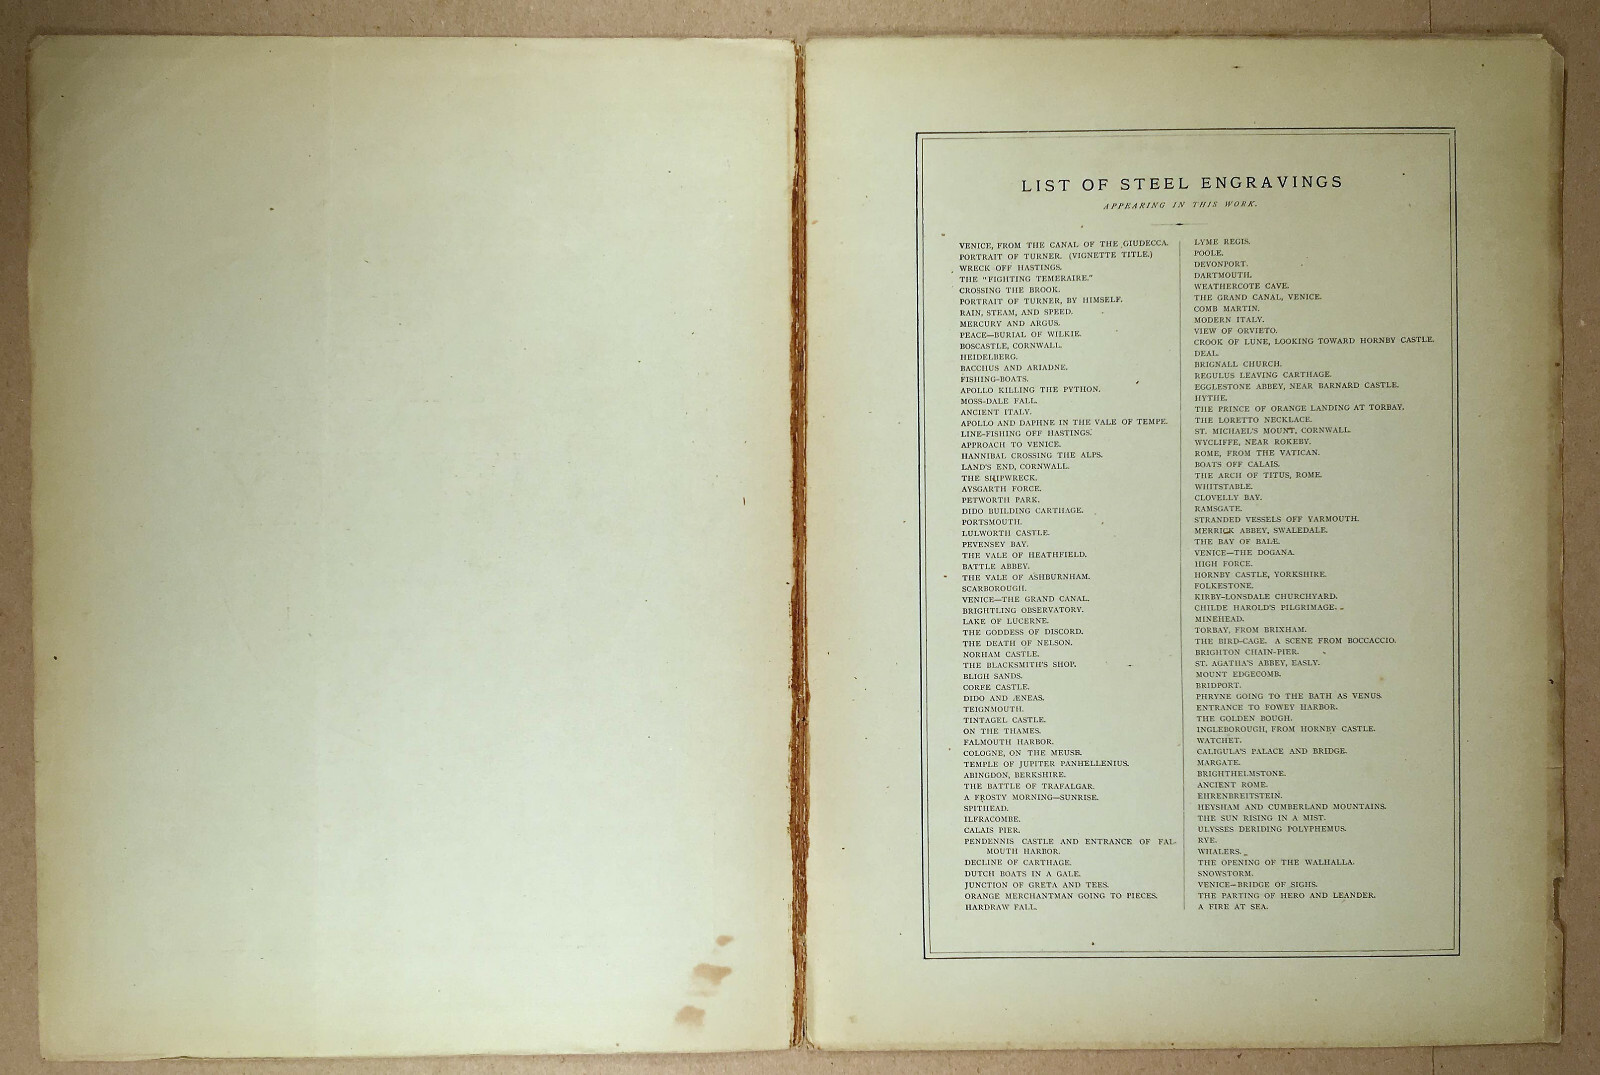 LIST OF STEEL ENGRAVINGS
APPEARING IN THIS WORK.
VENICE, FROM THE CANAL OF THE GIUDECCA.
PORTRAIT OF TURNER. (VIGNETTE TITLE.)
WRECK OFF HASTINGS.
THE "FIGHTING TEMERAIRE."
CROSSING THE BROOK.
PORTRAIT OF TURNER, BY HIMSELF.
RAIN, STEAM, AND SPEED.
MERCURY AND ARGUS.
PEACE—BURIAL OF WILKIE.
BOSCASTLE, CORNWALL.
HEIDELBERG.
BACCHUS AND ARIADNE.
FISHING-BOATS.
APOLLO KILLING THE PYTHON.
MOSS-DALE FALL.
ANCIENT ITALY.
APOLLO AND DAPHNE IN THE VALE OF TEMPE.
LINE-FISHING OFF HASTINGS.
APPROACH TO VENICE.
HANNIBAL CROSSING THE ALPS.
LAND'S END, CORNWALL.
THE SHIPWRECK.
AYSGARTH FORCE.
PETWORTH PARK.
DIDO BUILDING CARTHAGE.
PORTSMOUTH.
LULWORTH CASTLE.
PEVENSEY BAY.
THE VALE OF HEATHFIELD.
BATTLE ABBEY.
THE VALE OF ASHBURNHAM.
SCARBOROUGH.
VENICE—THE GRAND CANAL.
BRIGHTLING OBSERVATORY.
LAKE OF LUCERNE.
THE GODDESS OF DISCORD.
THE DEATH OF NELSON.
NORHAM CASTLE.
THE BLACKSMITH'S SHOP.
BLIGH SANDS.
CORFE CASTLE.
DIDO AND ÆNEAS.
TEIGNMOUTH.
TINTAGEL CASTLE.
ON THE THAMES.
FALMOUTH HARBOR.
COLOGNE, ON THE MEUSE.
TEMPLE OF JUPITER PANHELLENIUS.
ABINGDON, BERKSHIRE.
THE BATTLE OF TRAFALGAR.
A FROSTY MORNING—SUNRISE.
SPITHEAD.
ILFRACOMBE.
CALAIS PIER.
PENDENNIS CASTLE AND ENTRANCE OF FAL-
MOUTH HARBOR.
DECLINE OF CARTHAGE.
DUTCH BOATS IN A GALE.
JUNCTION OF GRETA AND TEES.
ORANGE MERCHANTMAN GOING TO PIECES.
HARDRAW FALL.
LYME REGIS.
POOLE.
DEVONPORT.
DARTMOUTH.
WEATHERCOTE CAVE.
THE GRAND CANAL, VENICE.
COMB MARTIN.
MODERN ITALY.
VIEW OF ORVIETO.
CROOK OF LUNE, LOOKING TOWARD HORNBY CASTLE.
DEAL.
BRIGNALL CHURCH.
REGULUS LEAVING CARTHAGE.
EGGLESTONE ABBEY, NEAR BARNARD CASTLE.
HYTHE.
THE PRINCE OF ORANGE LANDING AT TORBAY.
THE LORETTO NECKLACE.
ST. MICHAEL'S MOUNT, CORNWALL.
WYCLIFFE, NEAR ROKEBY.
ROME, FROM THE VATICAN.
BOATS OFF CALAIS.
THE ARCH OF TITUS, ROME.
WHITSTABLE.
CLOVELLY BAY.
RAMSGATE.
STRANDED VESSELS OFF YARMOUTH.
MERRICK ABBEY, SWALEDALE.
THE BAY OF BALÆ.
VENICE—THE DOGANA.
HIGH FORCE.
HORNBY CASTLE, YORKSHIRE.
FOLKESTONE.
KIRBY-LONSDALE CHURCHYARD.
CHILDE HAROLD'S PILGRIMAGE.
MINEHEAD.
TORBAY, FROM BRIXHAM.
THE BIRD-CAGE. A SCENE FROM BOCCACCIO.
BRIGHTON CHAIN-PIER.
ST. AGATHA'S ABBEY, EASLY.
MOUNT EDGECOMB.
BRIDPORT.
PHRYNE GOING TO THE BATH AS VENUS.
ENTRANCE TO FOWEY HARBOR.
THE GOLDEN BOUGH.
INGLEBOROUGH, FROM HORNBY CASTLE.
WATCHET.
CALIGULA'S PALACE AND BRIDGE.
MARGATE.
BRIGHTHELMSTONE.
ANCIENT ROME.
EHRENBREITSTEIN.
HEYSHAM AND CUMBERLAND MOUNTAINS.
THE SUN RISING IN A MIST.
ULYSSES DERIDING POLYPHEMUS.
RYE.
WHALERS.
THE OPENING OF THE WALHALLA.
SNOWSTORM.
VENICE—BRIDGE OF SIGHS.
THE PARTING OF HERO AND LEANDER.
A FIRE AT SEA.